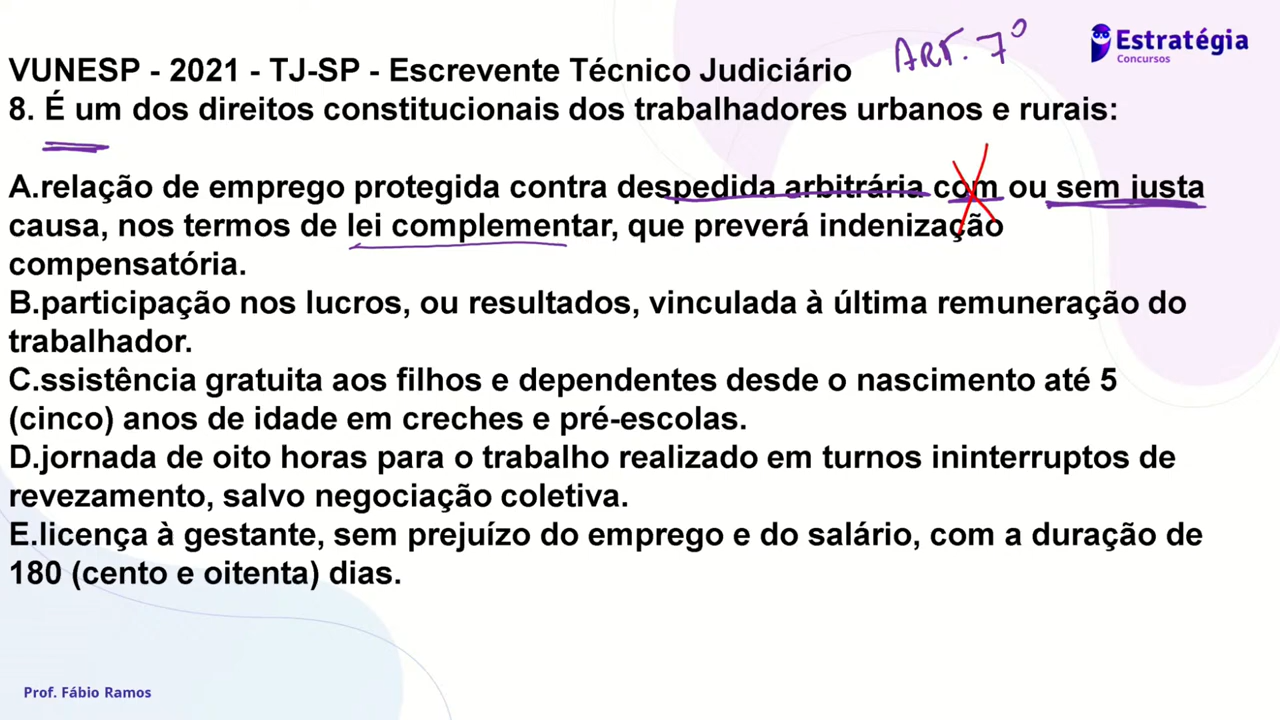 ART. 7º
Estratégia
Concursos
VUNESP - 2021 - TJ-SP - Escrevente Técnico Judiciário
8. É um dos direitos constitucionais dos trabalhadores urbanos e rurais:
A.relação de emprego protegida contra despedida arbitrária com ou sem justa
causa, nos termos de lei complementar, que preverá indenização
compensatória.
B.participação nos lucros, ou resultados, vinculada à última remuneração do
trabalhador.
C.ssistência gratuita aos filhos e dependentes desde o nascimento até 5
(cinco) anos de idade em creches e pré-escolas.
D.jornada de oito horas para o trabalho realizado em turnos ininterruptos de
revezamento, salvo negociação coletiva.
E.licença à gestante, sem prejuízo do emprego e do salário, com a duração de
180 (cento e oitenta) dias.
Prof. Fábio Ramos